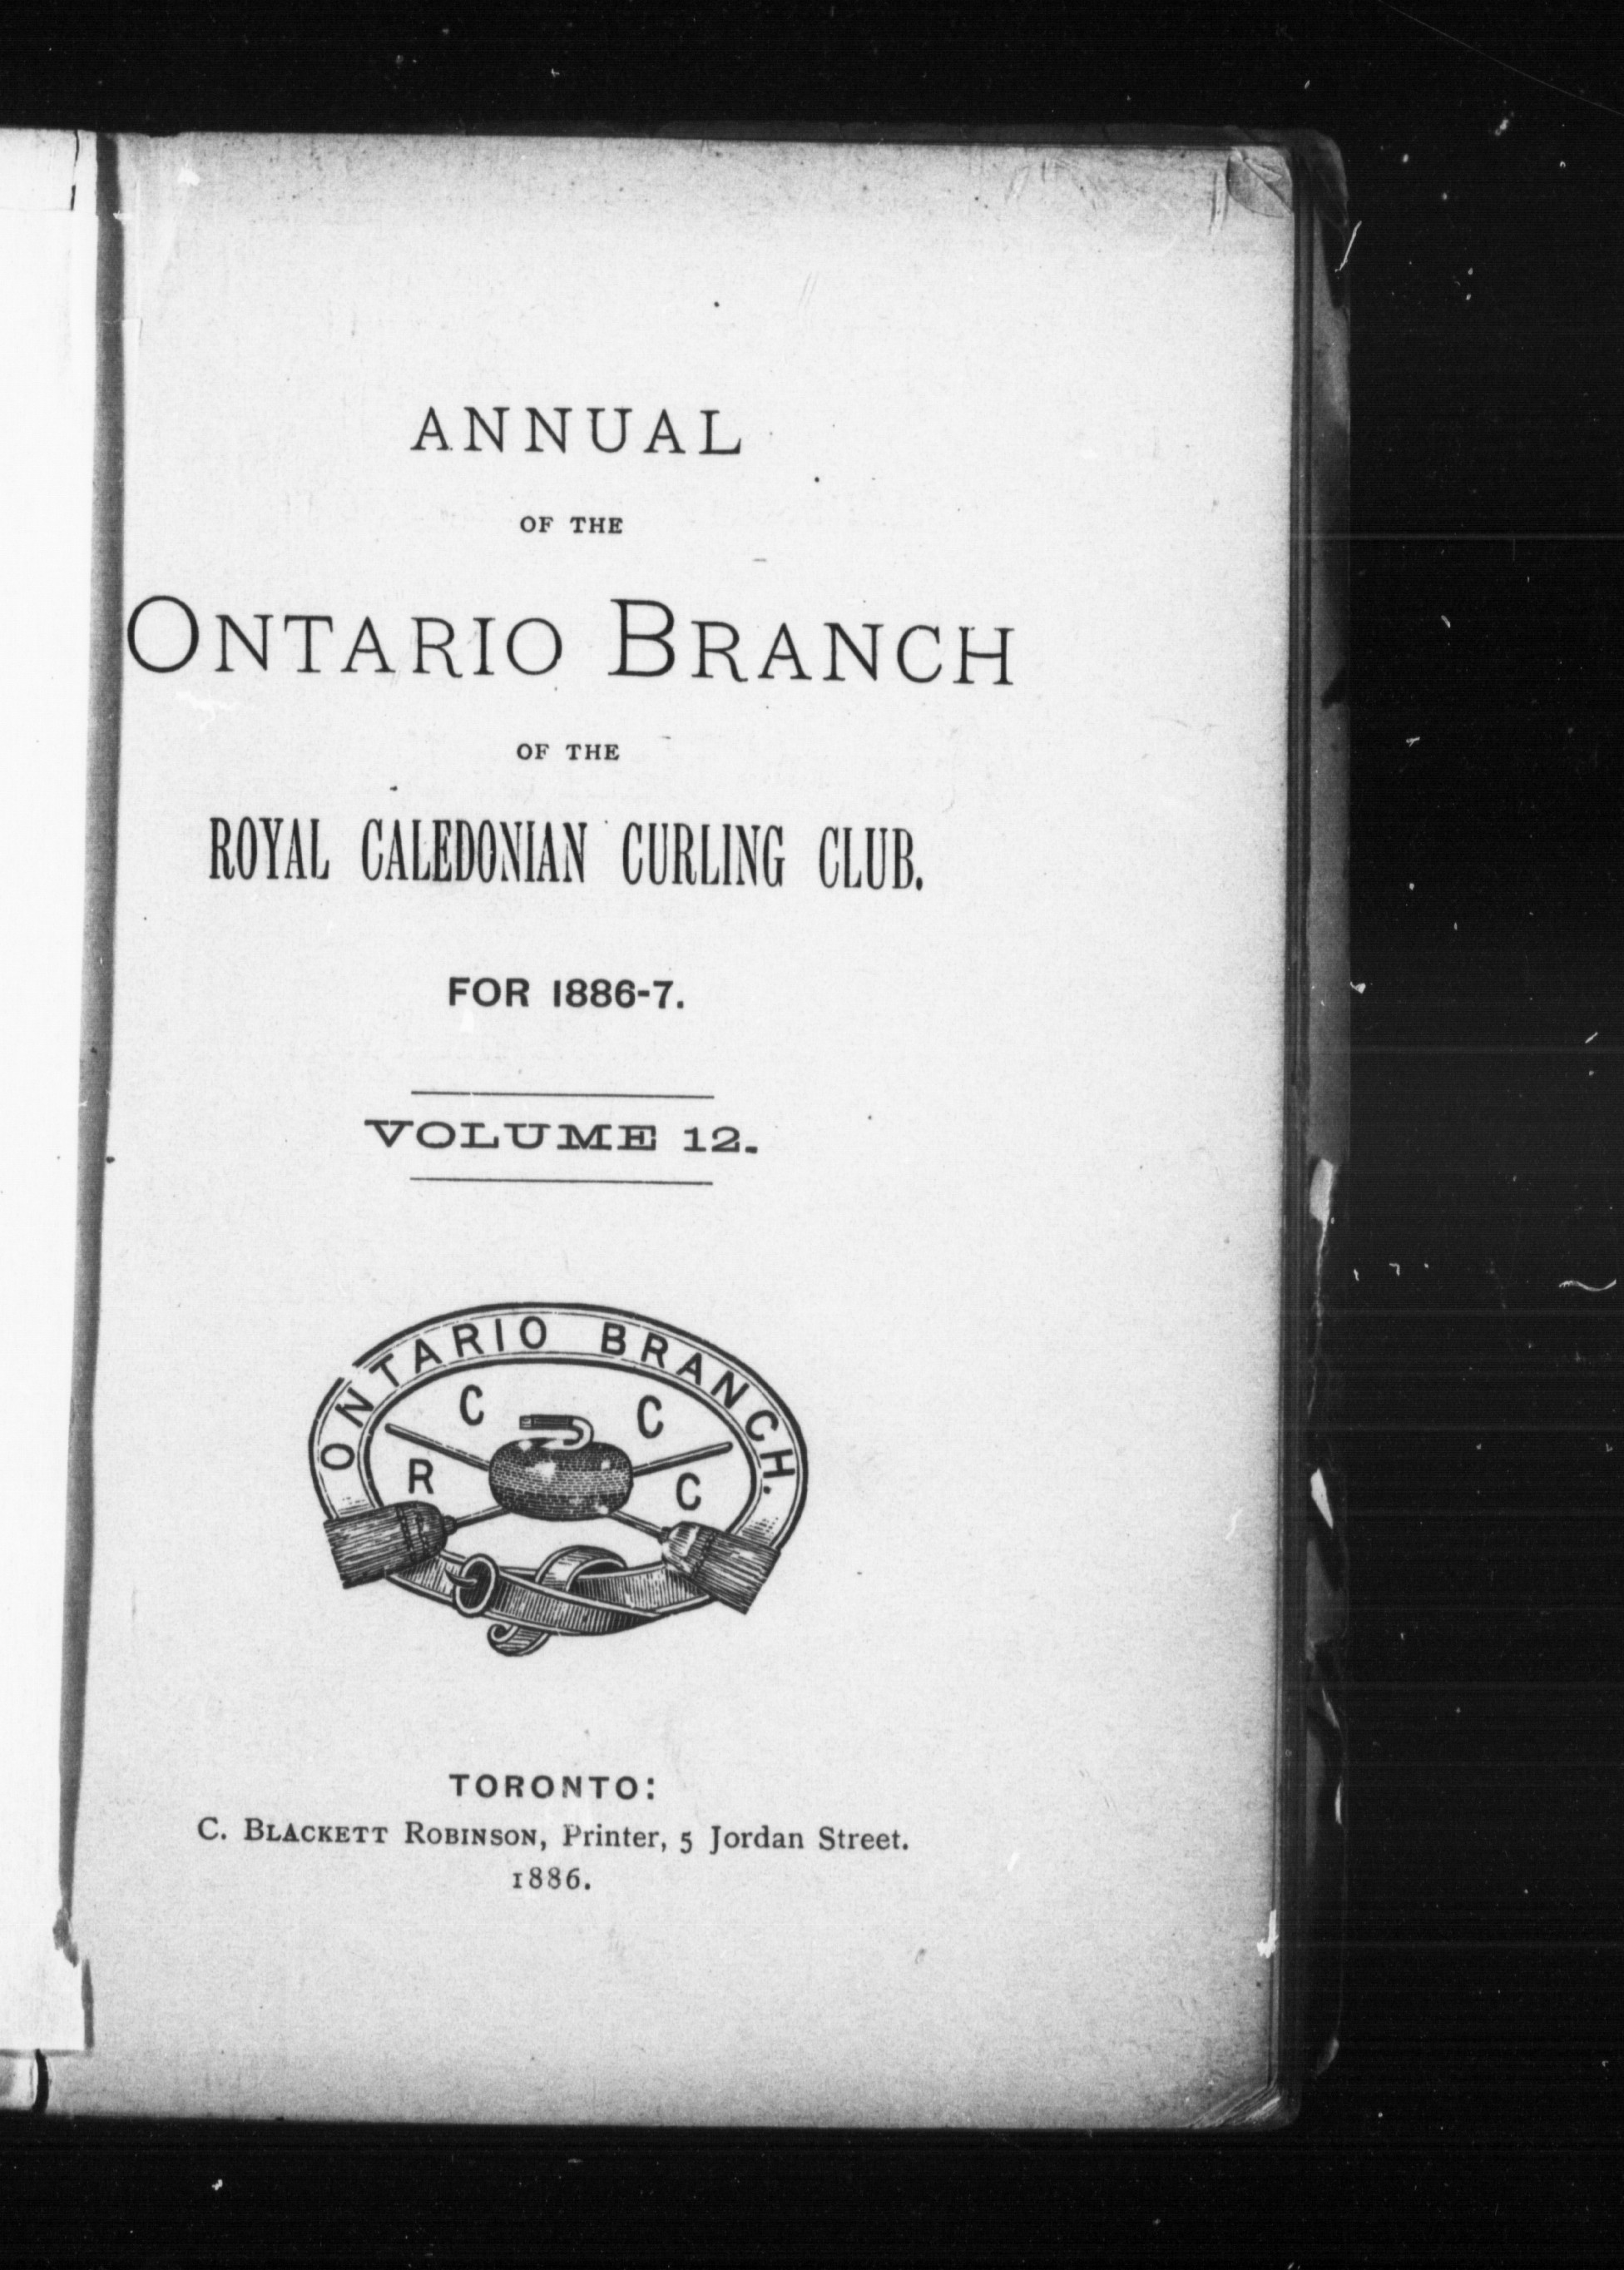 ANNUAL
OF THE
ONTARIO BRANCH
OF THE
ROYAL CALEDONIAN CURLING CLUB.
FOR 1886-7.
VOLUME 12.
ONTARIO BRANCH.
R C C C
TORONTO:
C. BLACKETT ROBINSON, Printer, 5 Jordan Street.
1886.